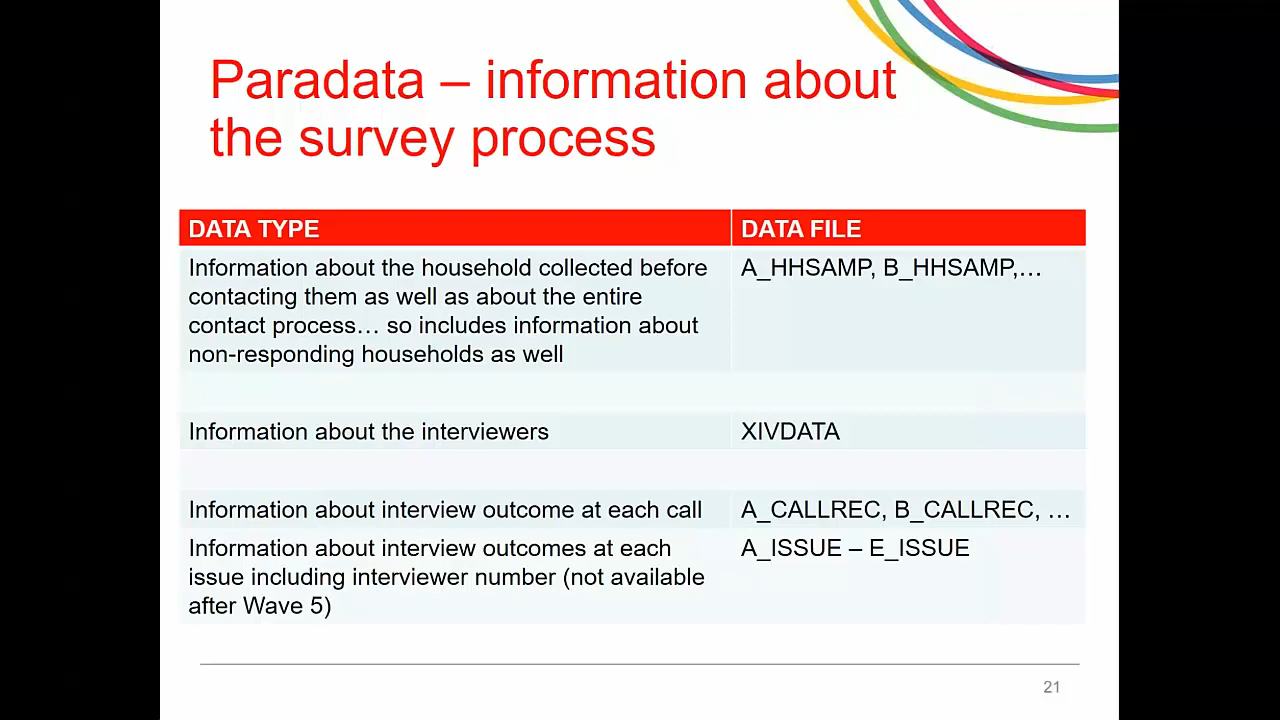 Paradata – information about
the survey process
DATA TYPE
DATA FILE
Information about the household collected before
contacting them as well as about the entire
contact process… so includes information about
non-responding households as well
A_HHSAMP, B_HHSAMP,…
Information about the interviewers
XIVDATA
Information about interview outcome at each call
A_CALLREC, B_CALLREC, …
Information about interview outcomes at each
issue including interviewer number (not available
after Wave 5)
A_ISSUE – E_ISSUE
21